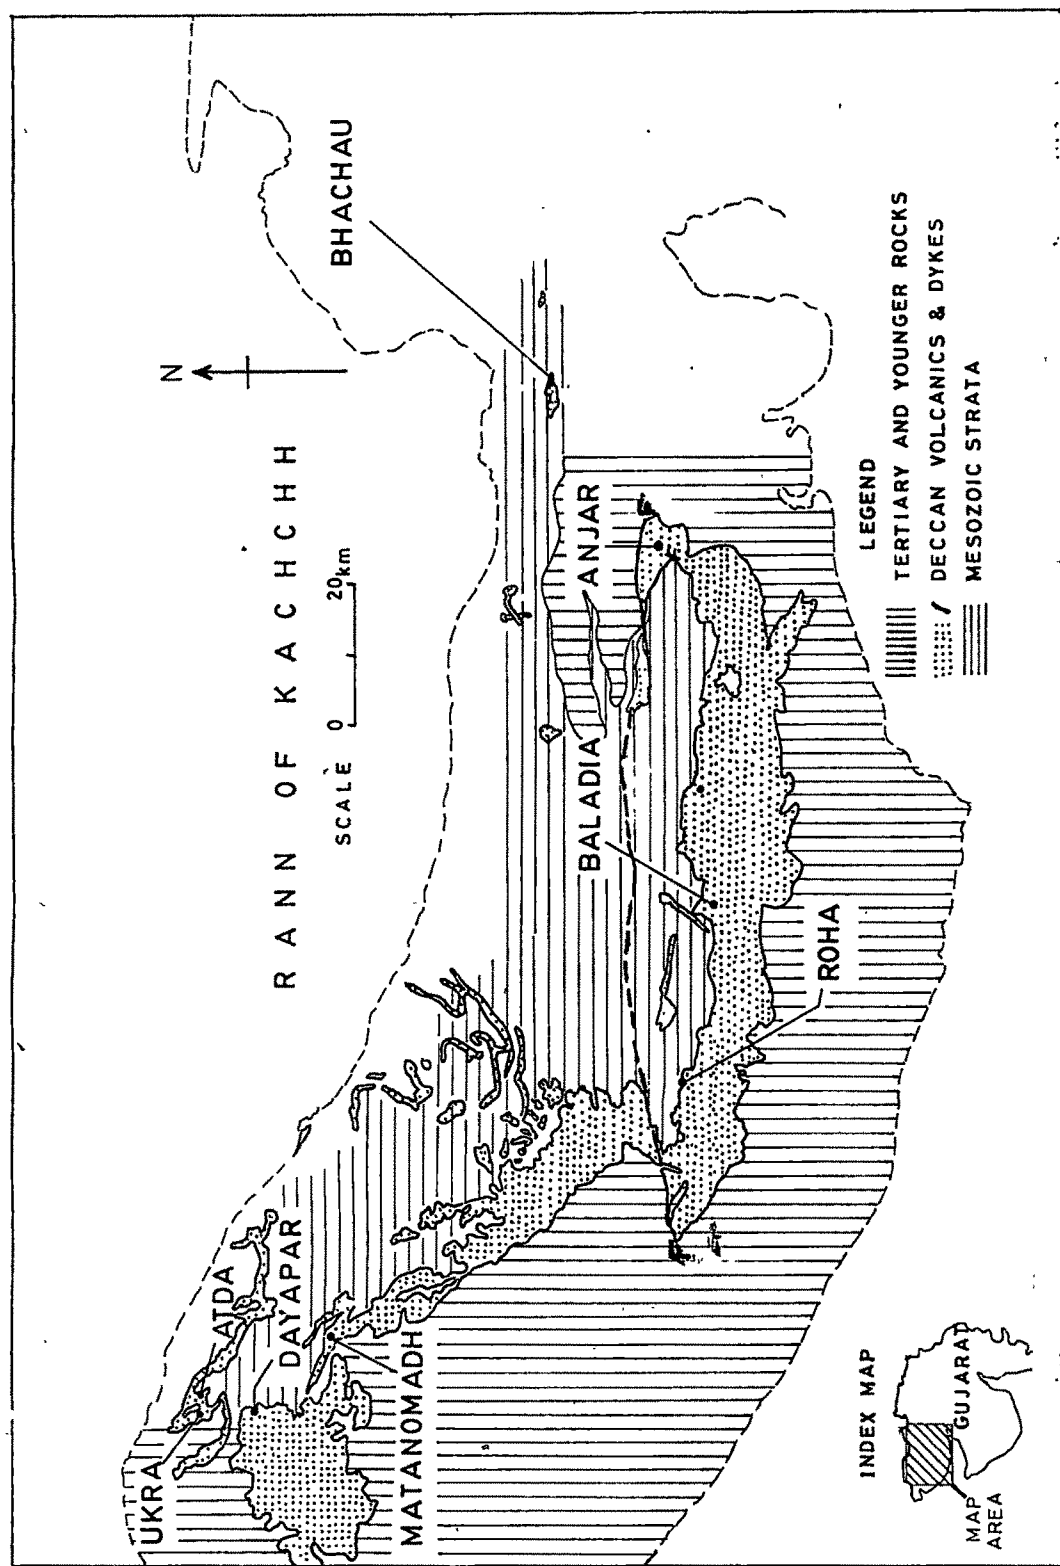 N
RANN OF KACHCHH
SCALE
0 20km
BHACHAU
UKRA
ATDA
DAYAPAR
MATANOMADH
ANJAR
BALADIA
ROHA
LEGEND
TERTIARY AND YOUNGER ROCKS
DECCAN VOLCANICS & DYKES
MESOZOIC STRATA
INDEX MAP
GUJARAT
MAP
AREA